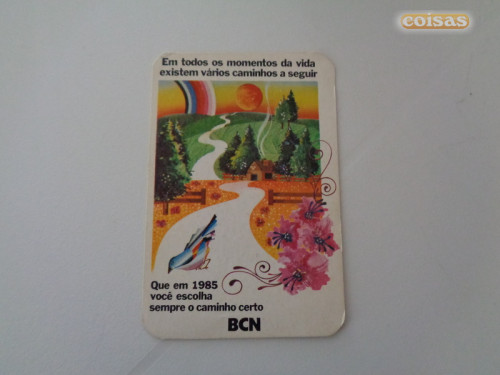 coisas
Em todos os momentos da vida
existem vários caminhos a seguir
Que em 1985
você escolha
sempre o caminho certo
BCN